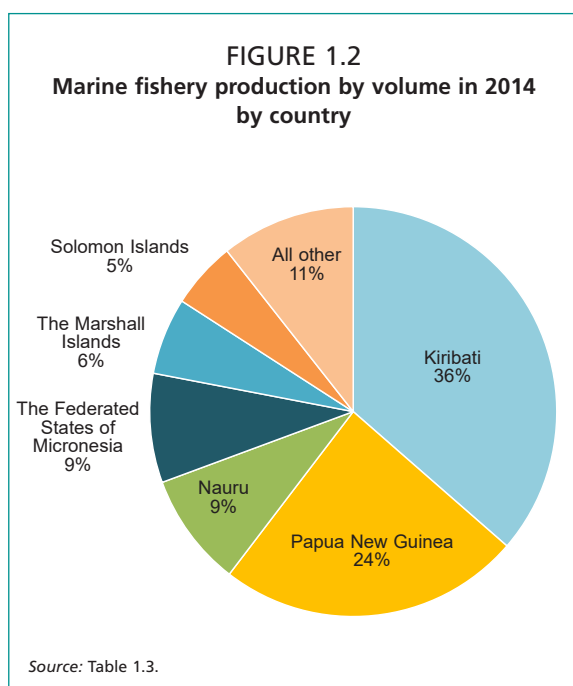 FIGURE 1.2
Marine fishery production by volume in 2014
by country
Solomon Islands
5%
All other
11%
The Marshall
Islands
6%
Kiribati
36%
The Federated
States of
Micronesia
9%
Nauru
9%
Papua New Guinea
24%
Source: Table 1.3.